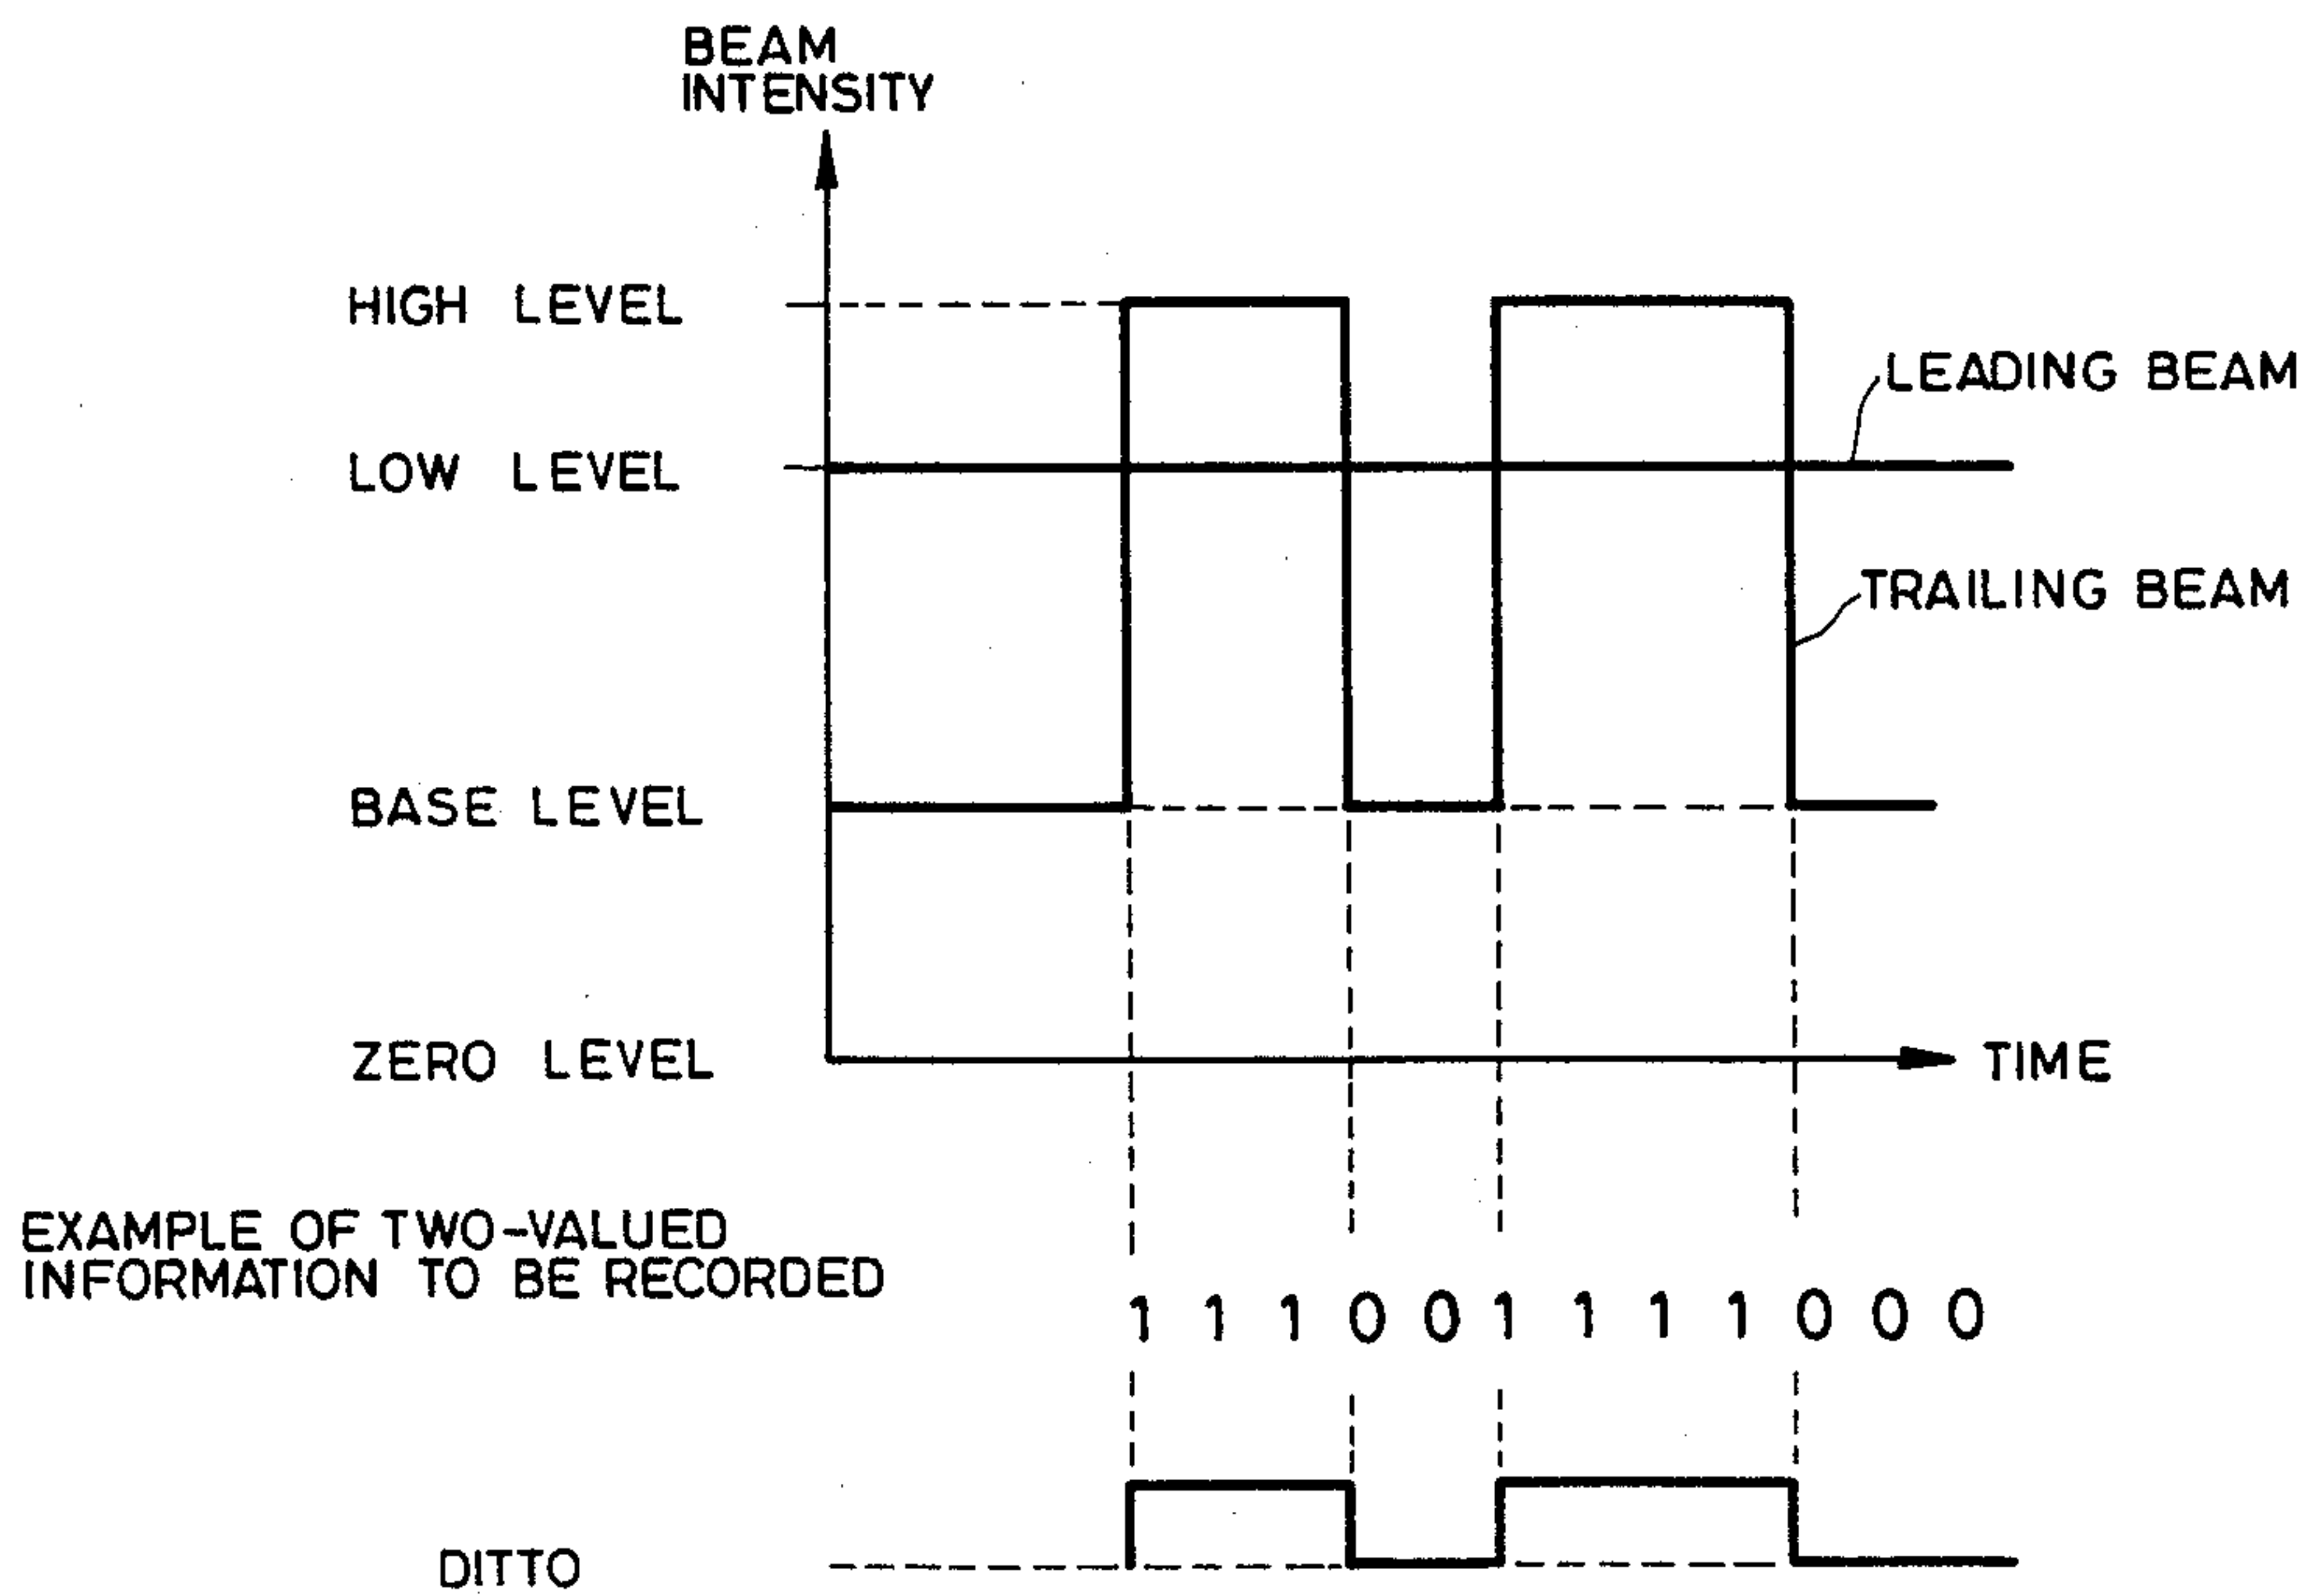 BEAM
INTENSITY
HIGH LEVEL
LEADING BEAM
LOW LEVEL
TRAILING BEAM
BASE LEVEL
ZERO LEVEL
TIME
EXAMPLE OF TWO-VALUED
INFORMATION TO BE RECORDED
1 1 1 0 0 1 1 1 1 0 0 0
DITTO